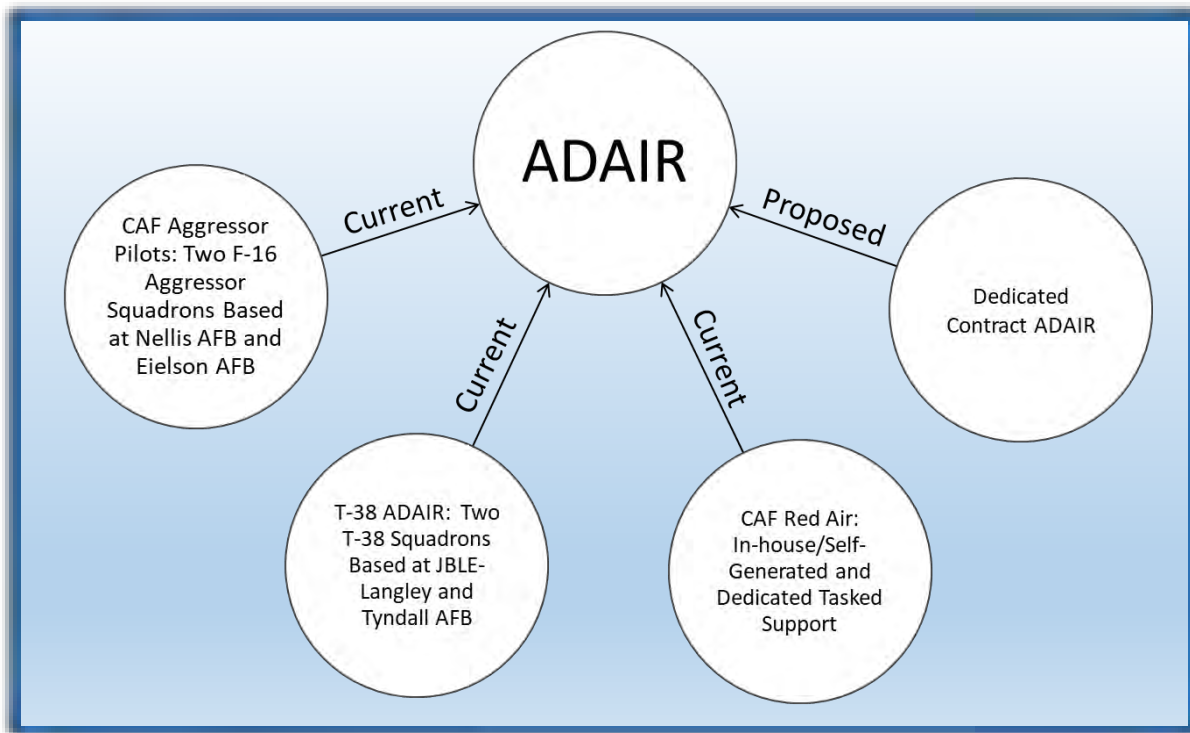 ADAIR
Current
Proposed
CAF Aggressor
Pilots: Two F-16
Aggressor
Squadrons Based
at Nellis AFB and
Eielson AFB
Dedicated
Contract ADAIR
Current
Current
T-38 ADAIR: Two
T-38 Squadrons
Based at JBLE-
Langley and
Tyndall AFB
CAF Red Air:
In-house/Self-
Generated and
Dedicated Tasked
Support